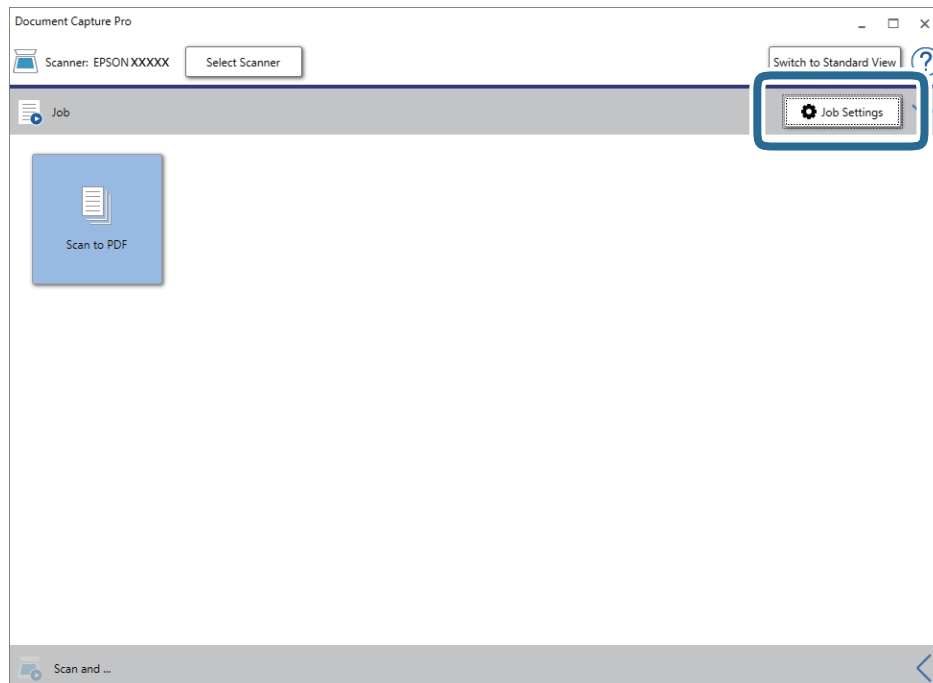 Document Capture Pro
Scanner: EPSON XXXXX Select Scanner Switch to Standard View ?
Job Job Settings
Scan to PDF
Scan and ...